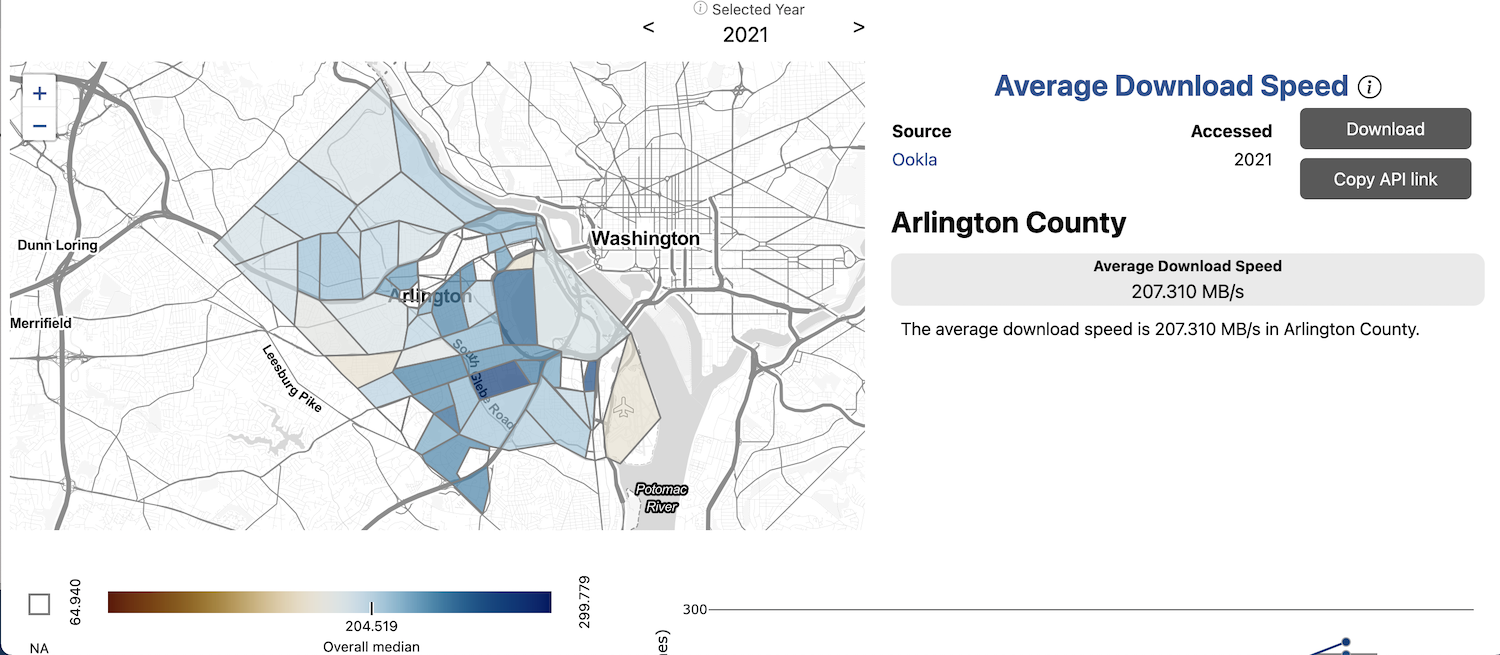 ⓘ Selected Year
< 2021 >
+
−
Dunn Loring
Washington
Arlington
Merrifield
Leesburg Pike
South Glebe Road
Potomac
River
Average Download Speed ⓘ
Source
Accessed
Download
Ookla
2021
Copy API link
Arlington County
Average Download Speed
207.310 MB/s
The average download speed is 207.310 MB/s in Arlington County.
NA
64.940
299.779
204.519
Overall median
300